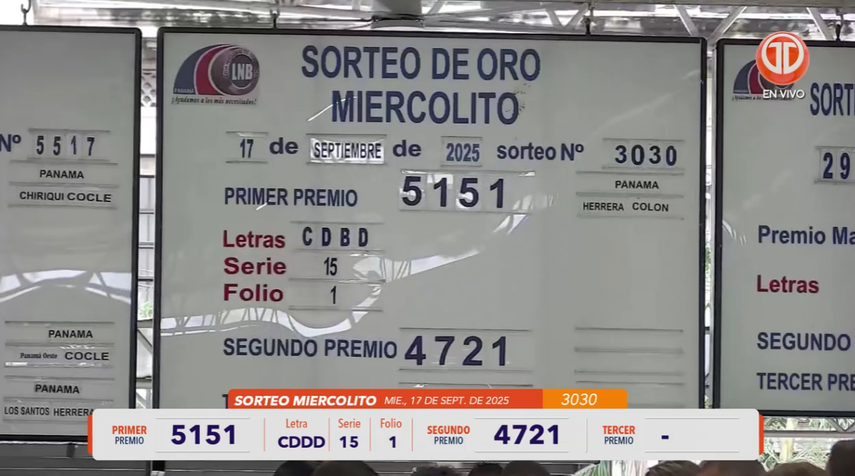 Nº 5517
PANAMA
CHIRIQUI COCLE
PANAMA
Panamá Oeste COCLE
PANAMA
LOS SANTOS HERRERA
LNB
PANAMÁ
¡Ayudamos a los más necesitados!
SORTEO DE ORO
MIERCOLITO
17 de SEPTIEMBRE de 2025 sorteo Nº 3030
PRIMER PREMIO 5151
PANAMA
HERRERA COLON
Letras CDBD
Serie 15
Folio 1
SEGUNDO PREMIO 4721
EN VIVO
SORT
29
Premio Ma
Letras
SEGUNDO
TERCER PRE
SORTEO MIERCOLITO MIE., 17 DE SEPT. DE 2025 3030
PRIMER PREMIO 5151
Letra CDDD
Serie 15
Folio 1
SEGUNDO PREMIO 4721
TERCER PREMIO -